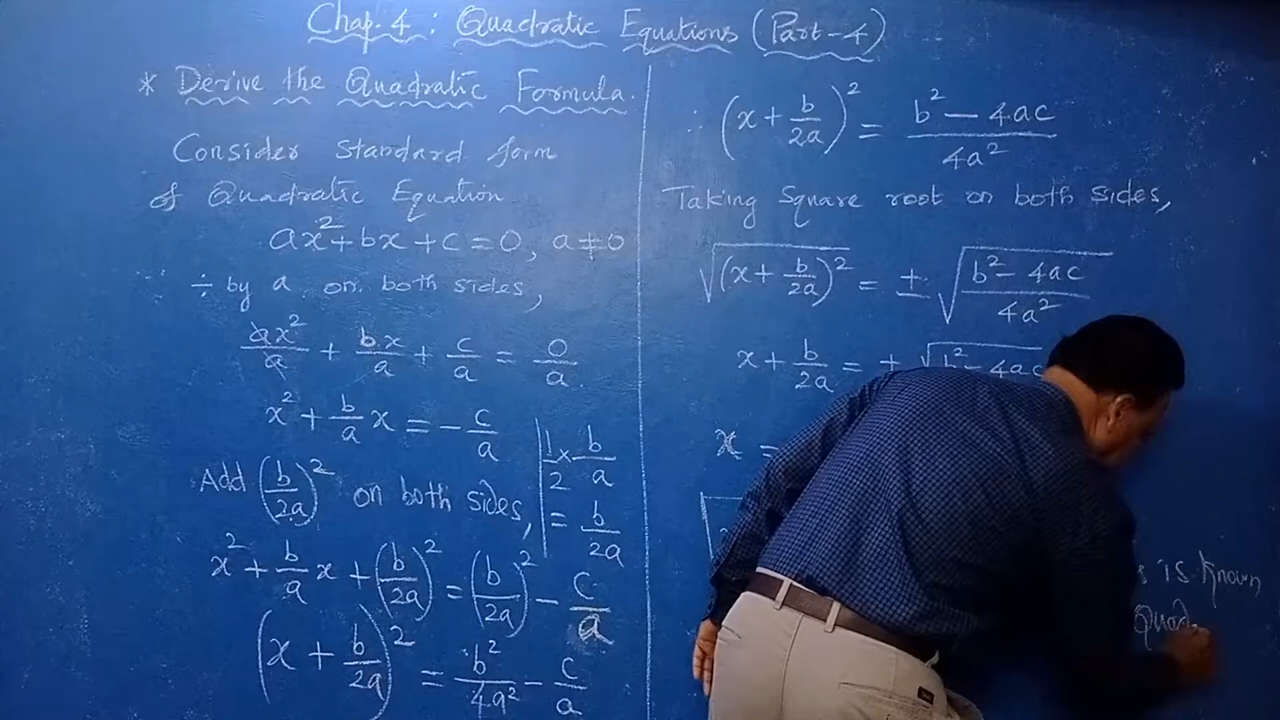 Chap. 4 : Quadratic Equations (Part-4)
* Derive the Quadratic Formula.
Consider standard form
of Quadratic Equation
ax² + bx + c = 0, a ≠ 0
÷ by a on both sides,
ax²/a + bx/a + c/a = 0/a
x² + b/a x = - c/a
Add (b/2a)² on both sides,
1/2 × b/a
= b/2a
x² + b/a x + (b/2a)² = (b/2a)² - c/a
(x + b/2a)² = b²/4a² - c/a
∴ (x + b/2a)² = b² - 4ac / 4a²
Taking Square root on both sides,
√(x + b/2a)² = ± √(b² - 4ac / 4a²)
x + b/2a = ± √b² - 4ac
x =
is known
Quad